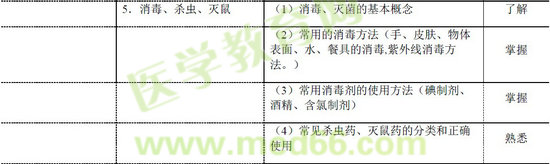 5．消毒、杀虫、灭鼠
（1）消毒、灭菌的基本概念
了解
（2）常用的消毒方法（手、皮肤、物体
表面、水、餐具的消毒,紫外线消毒方
法。）
掌握
（3）常用消毒剂的使用方法（碘制剂、
酒精、含氯制剂）
掌握
（4）常见杀虫药、灭鼠药的分类和正确
使用
熟悉
医学教育网
www.med66.com